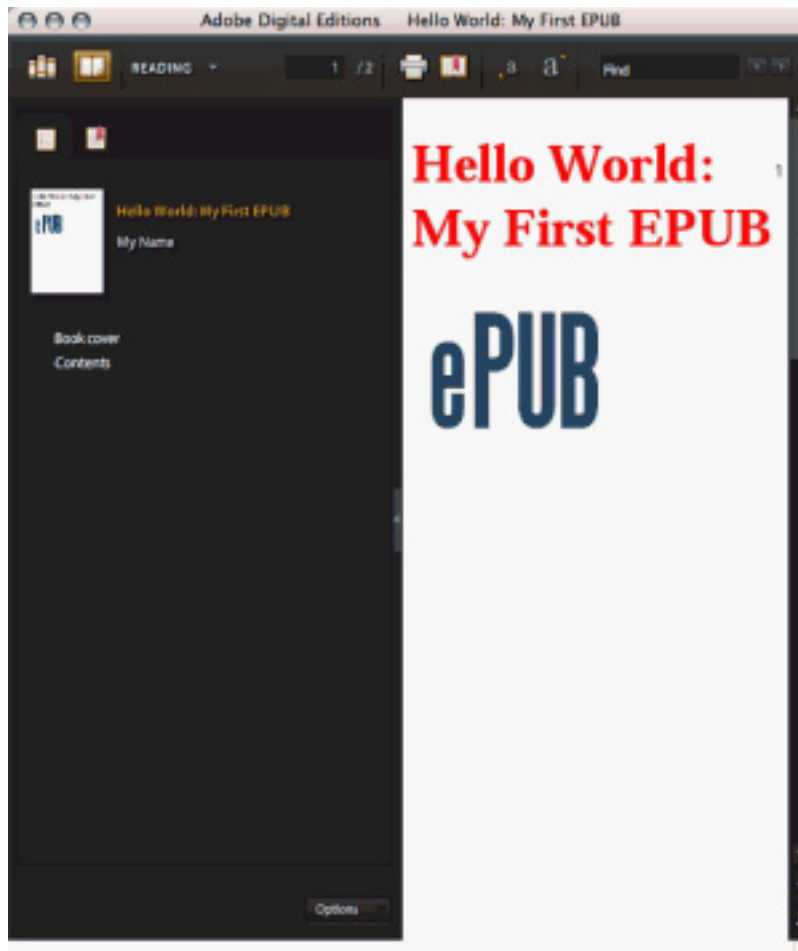 Adobe Digital Editions    Hello World: My First EPUB
READING 1 /2 a a Find
Hello World: My First EPUB
My Name
ePUB
Book cover
Contents
Options
Hello World:
My First EPUB
1
ePUB